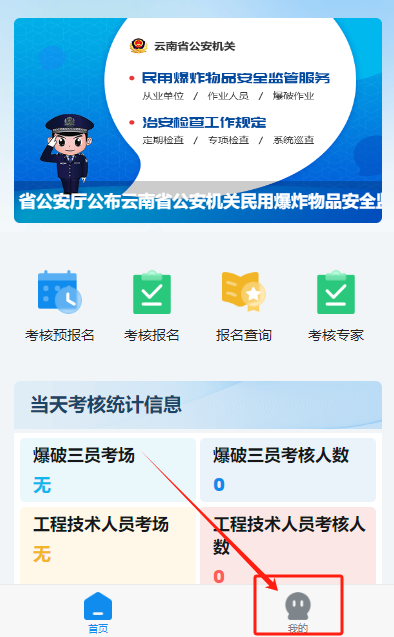 云南省公安机关
民用爆炸物品安全监管服务
从业单位 / 作业人员 / 爆破作业
治安检查工作规定
定期检查 / 专项检查 / 系统巡查
省公安厅公布云南省公安机关民用爆炸物品安全监
考核预报名 考核报名 报名查询 考核专家
当天考核统计信息
爆破三员考场
无
爆破三员考核人数
0
工程技术人员考场
无
工程技术人员考核人
数
0
首页 我的